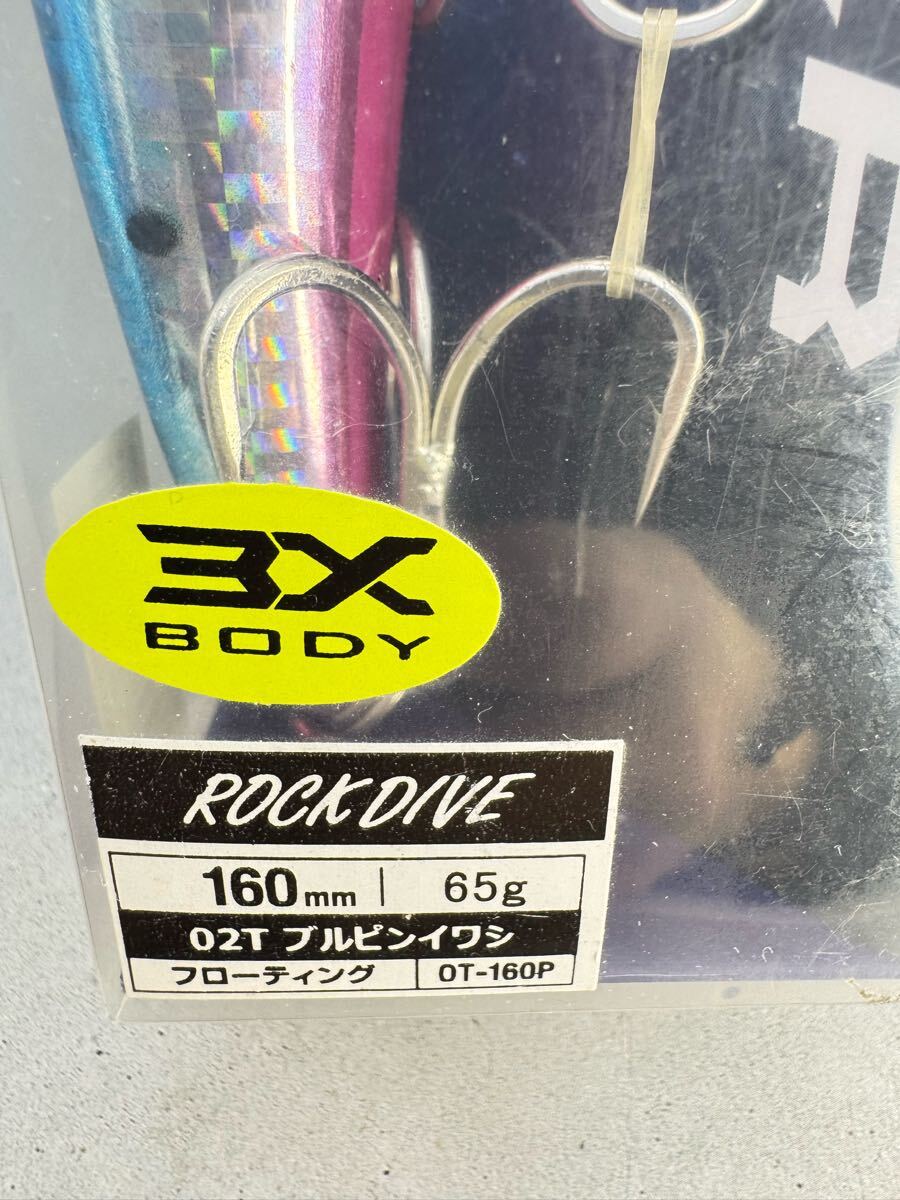 R
3X
BODY
ROCKDIVE
160mm | 65g
02T ブルピンイワシ
フローティング OT-160P